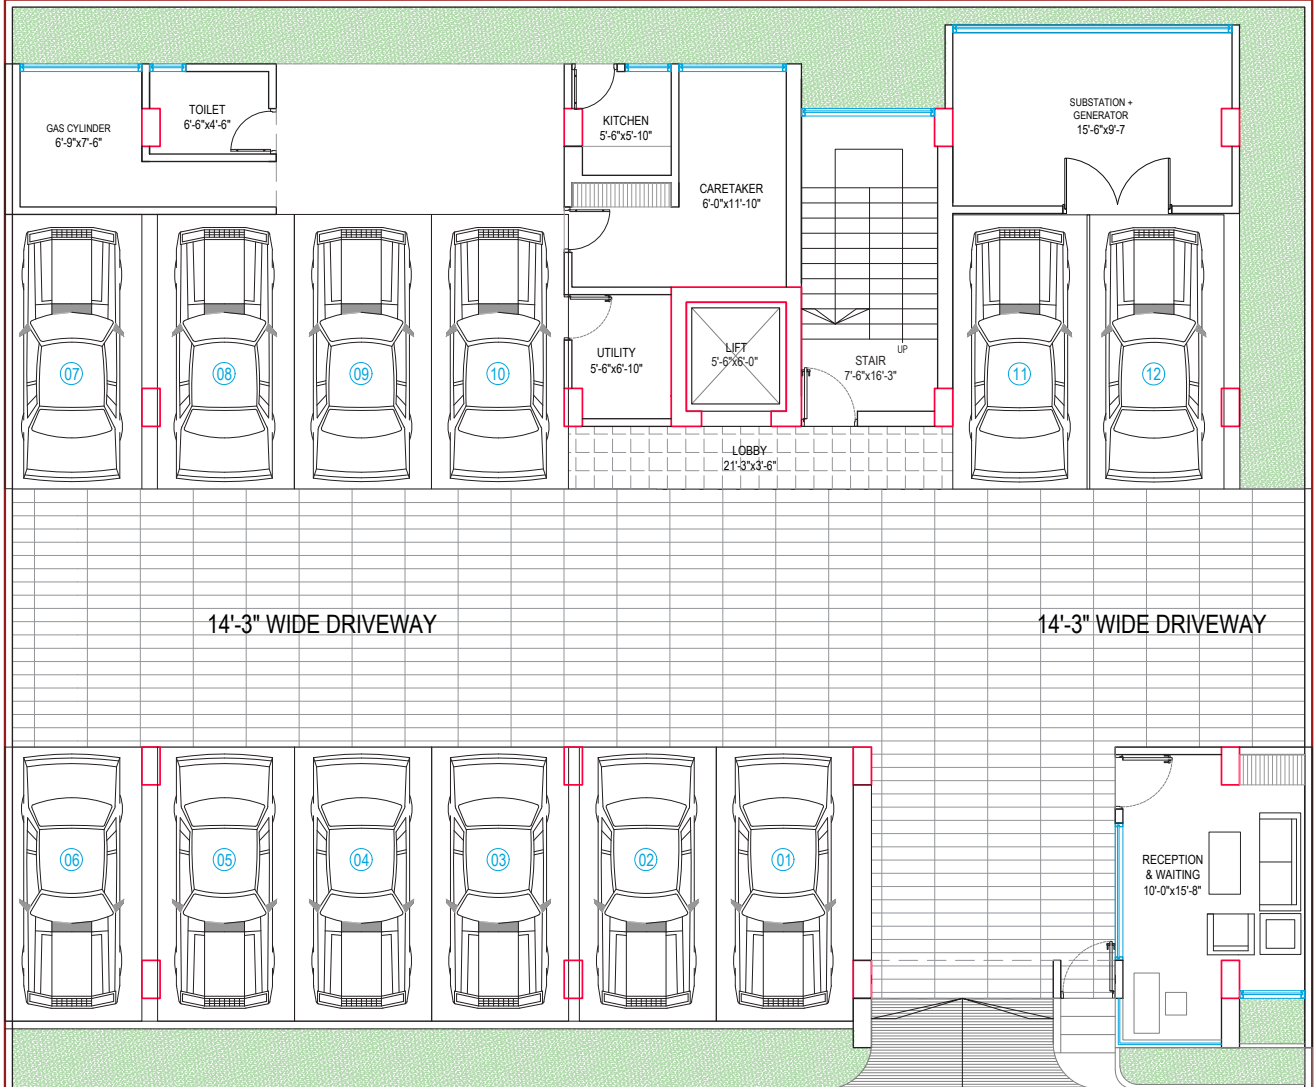 GAS CYLINDER
6'-9"x7'-6"
TOILET
6'-6"x4'-6"
KITCHEN
5'-6"x5'-10"
CARETAKER
6'-0"x11'-10"
SUBSTATION +
GENERATOR
15'-6"x9'-7
UTILITY
5'-6"x6'-10"
LIFT
5'-6"x6'-0"
UP
STAIR
7'-6"x16'-3"
07
08
09
10
11
12
LOBBY
21'-3"x3'-6"
14'-3" WIDE DRIVEWAY
14'-3" WIDE DRIVEWAY
06
05
04
03
02
01
RECEPTION
& WAITING
10'-0"x15'-8"